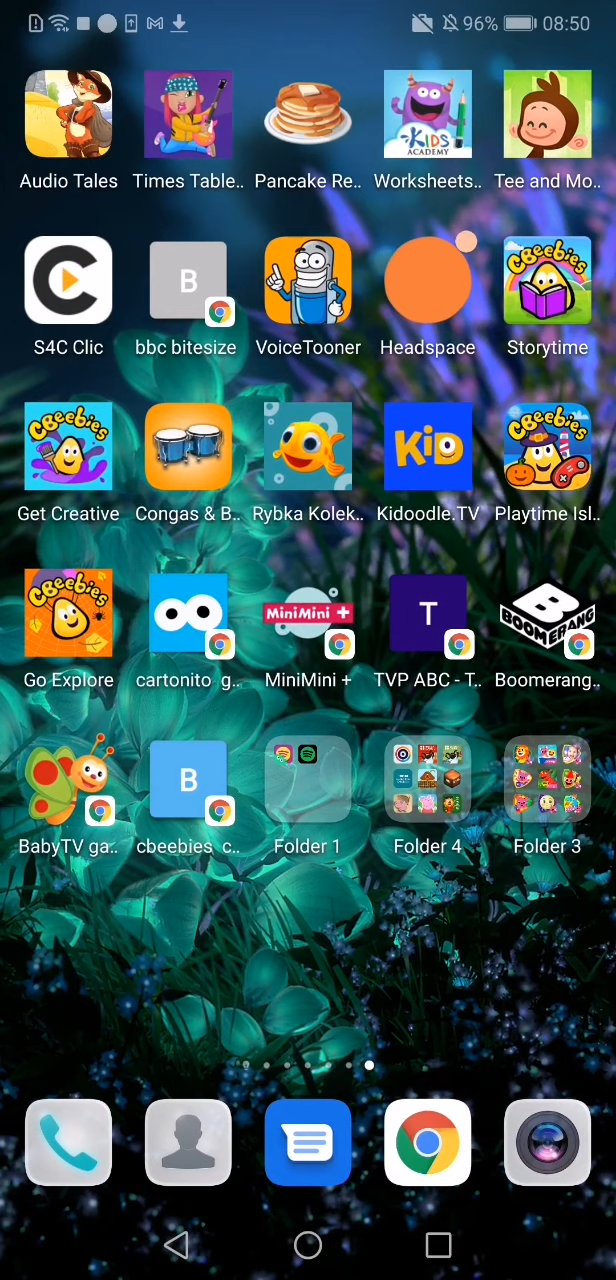 96% 08:50
KiDS
ACADEMY
Audio Tales Times Table.. Pancake Re.. Worksheets.. Tee and Mo..
B
CBeebies
S4C Clic bbc bitesize VoiceTooner Headspace Storytime
CBeebies
KiD
CBeebies
Get Creative Congas & B.. Rybka Kolek.. Kidoodle.TV Playtime Isl..
CBeebies
MiniMini +
T
B
BOOMERANG
Go Explore cartonito g.. MiniMini + TVP ABC - T.. Boomerang..
B
BabyTV ga.. cbeebies c.. Folder 1 Folder 4 Folder 3